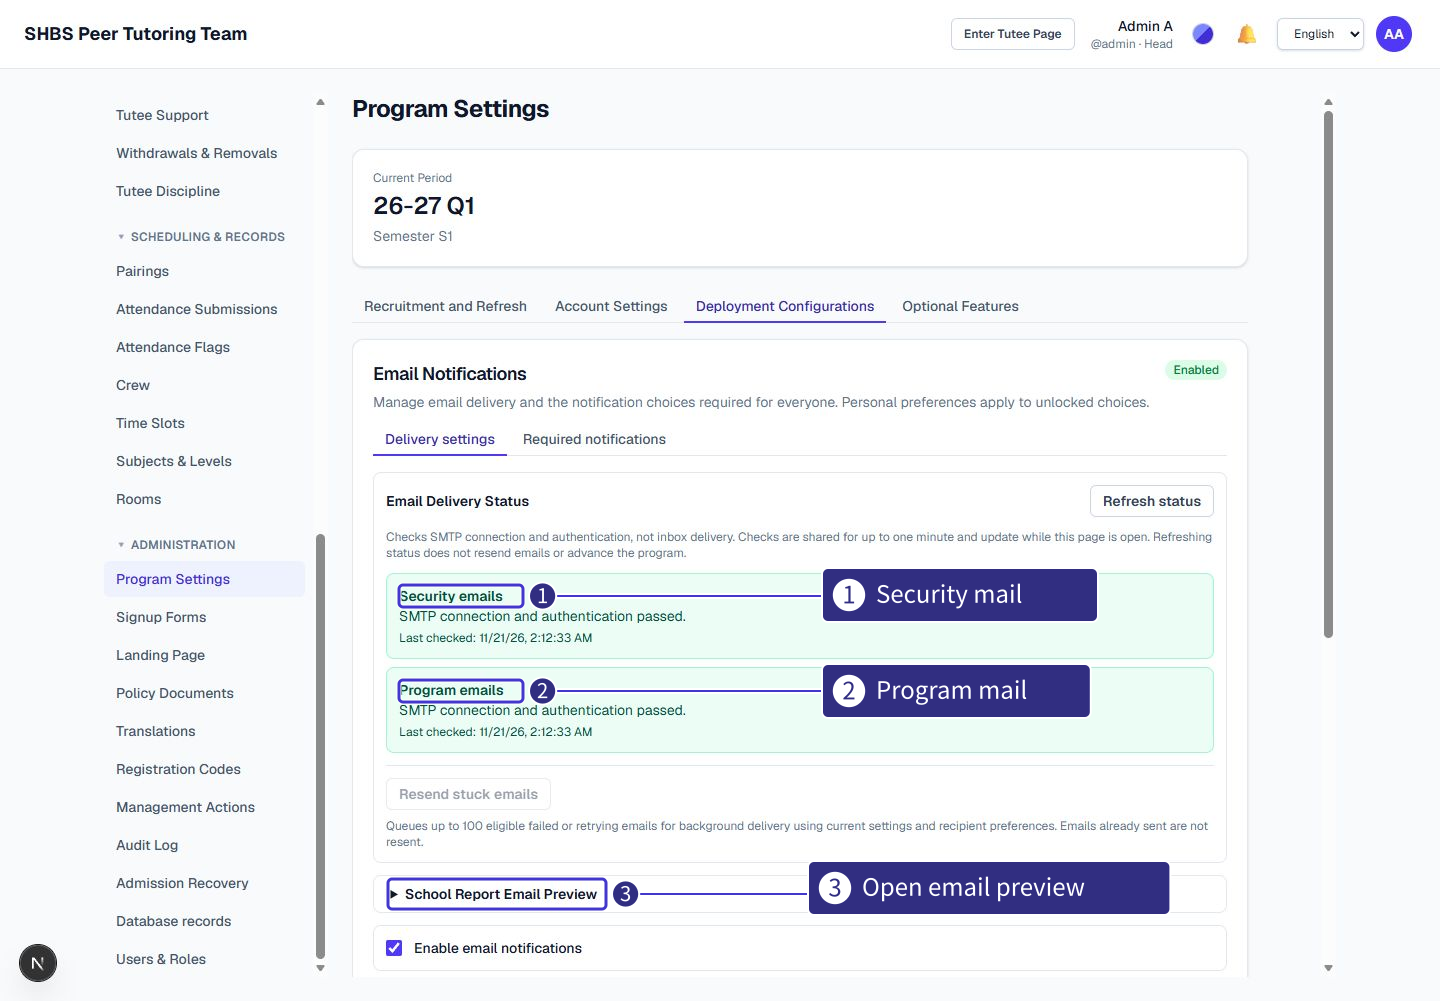 SHBS Peer Tutoring Team
Enter Tutee Page
Admin A
@admin · Head
English
AA
Tutee Support
Withdrawals & Removals
Tutee Discipline
SCHEDULING & RECORDS
Pairings
Attendance Submissions
Attendance Flags
Crew
Time Slots
Subjects & Levels
Rooms
ADMINISTRATION
Program Settings
Signup Forms
Landing Page
Policy Documents
Translations
Registration Codes
Management Actions
Audit Log
Admission Recovery
Database records
Users & Roles
N
Program Settings
Current Period
26-27 Q1
Semester S1
Recruitment and Refresh
Account Settings
Deployment Configurations
Optional Features
Email Notifications
Enabled
Manage email delivery and the notification choices required for everyone. Personal preferences apply to unlocked choices.
Delivery settings
Required notifications
Email Delivery Status
Refresh status
Checks SMTP connection and authentication, not inbox delivery. Checks are shared for up to one minute and update while this page is open. Refreshing
status does not resend emails or advance the program.
Security emails
1
1 Security mail
SMTP connection and authentication passed.
Last checked: 11/21/26, 2:12:33 AM
Program emails
2
2 Program mail
SMTP connection and authentication passed.
Last checked: 11/21/26, 2:12:33 AM
Resend stuck emails
Queues up to 100 eligible failed or retrying emails for background delivery using current settings and recipient preferences. Emails already sent are not
resent.
School Report Email Preview
3
3 Open email preview
Enable email notifications